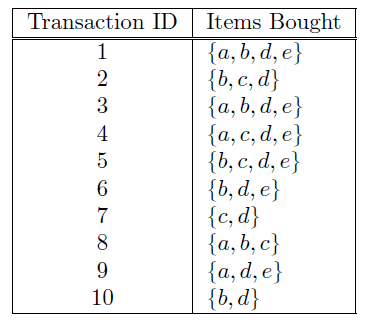 Transaction ID Items Bought
1 {a, b, d, e}
2 {b, c, d}
3 {a, b, d, e}
4 {a, c, d, e}
5 {b, c, d, e}
6 {b, d, e}
7 {c, d}
8 {a, b, c}
9 {a, d, e}
10 {b, d}